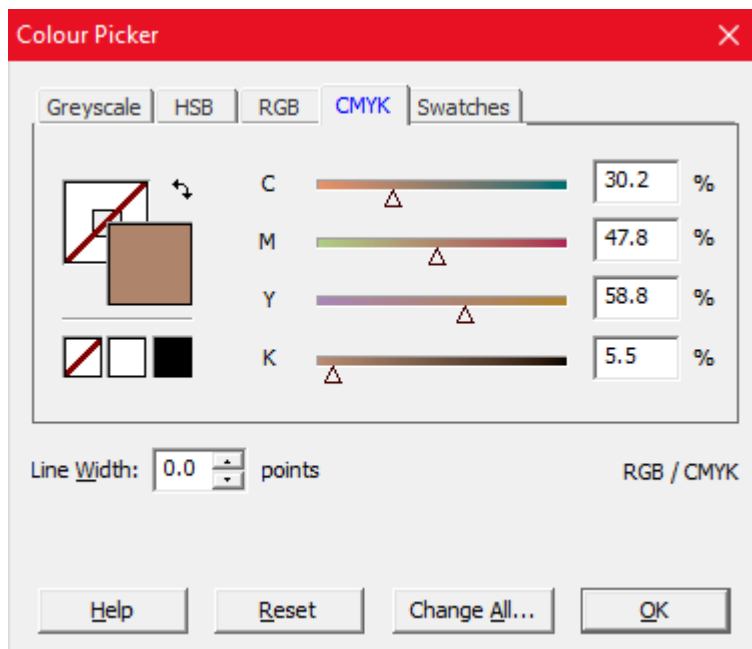 Colour Picker
Greyscale HSB RGB CMYK Swatches
C 30.2 %
M 47.8 %
Y 58.8 %
K 5.5 %
Line Width: 0.0 points RGB / CMYK
Help Reset Change All... OK